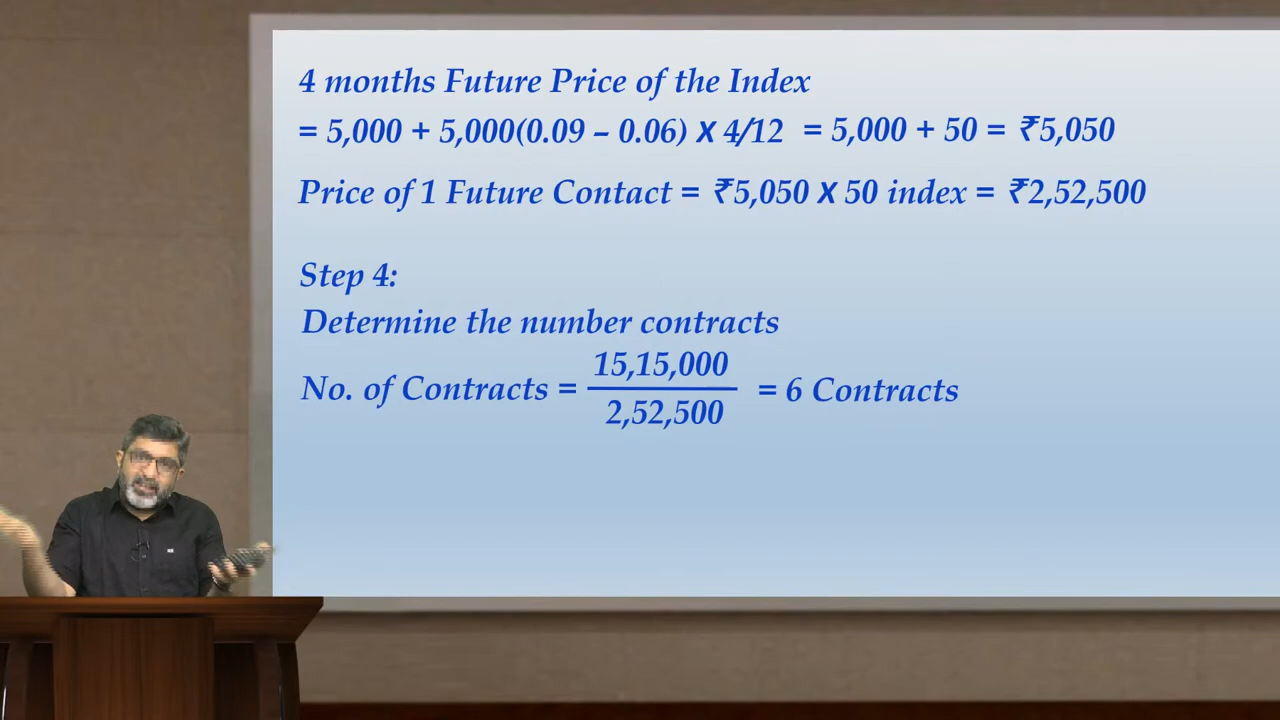 4 months Future Price of the Index
= 5,000 + 5,000(0.09 – 0.06) X 4/12 = 5,000 + 50 = ₹5,050
Price of 1 Future Contact = ₹5,050 X 50 index = ₹2,52,500
Step 4:
Determine the number contracts
No. of Contracts = 15,15,000 / 2,52,500 = 6 Contracts